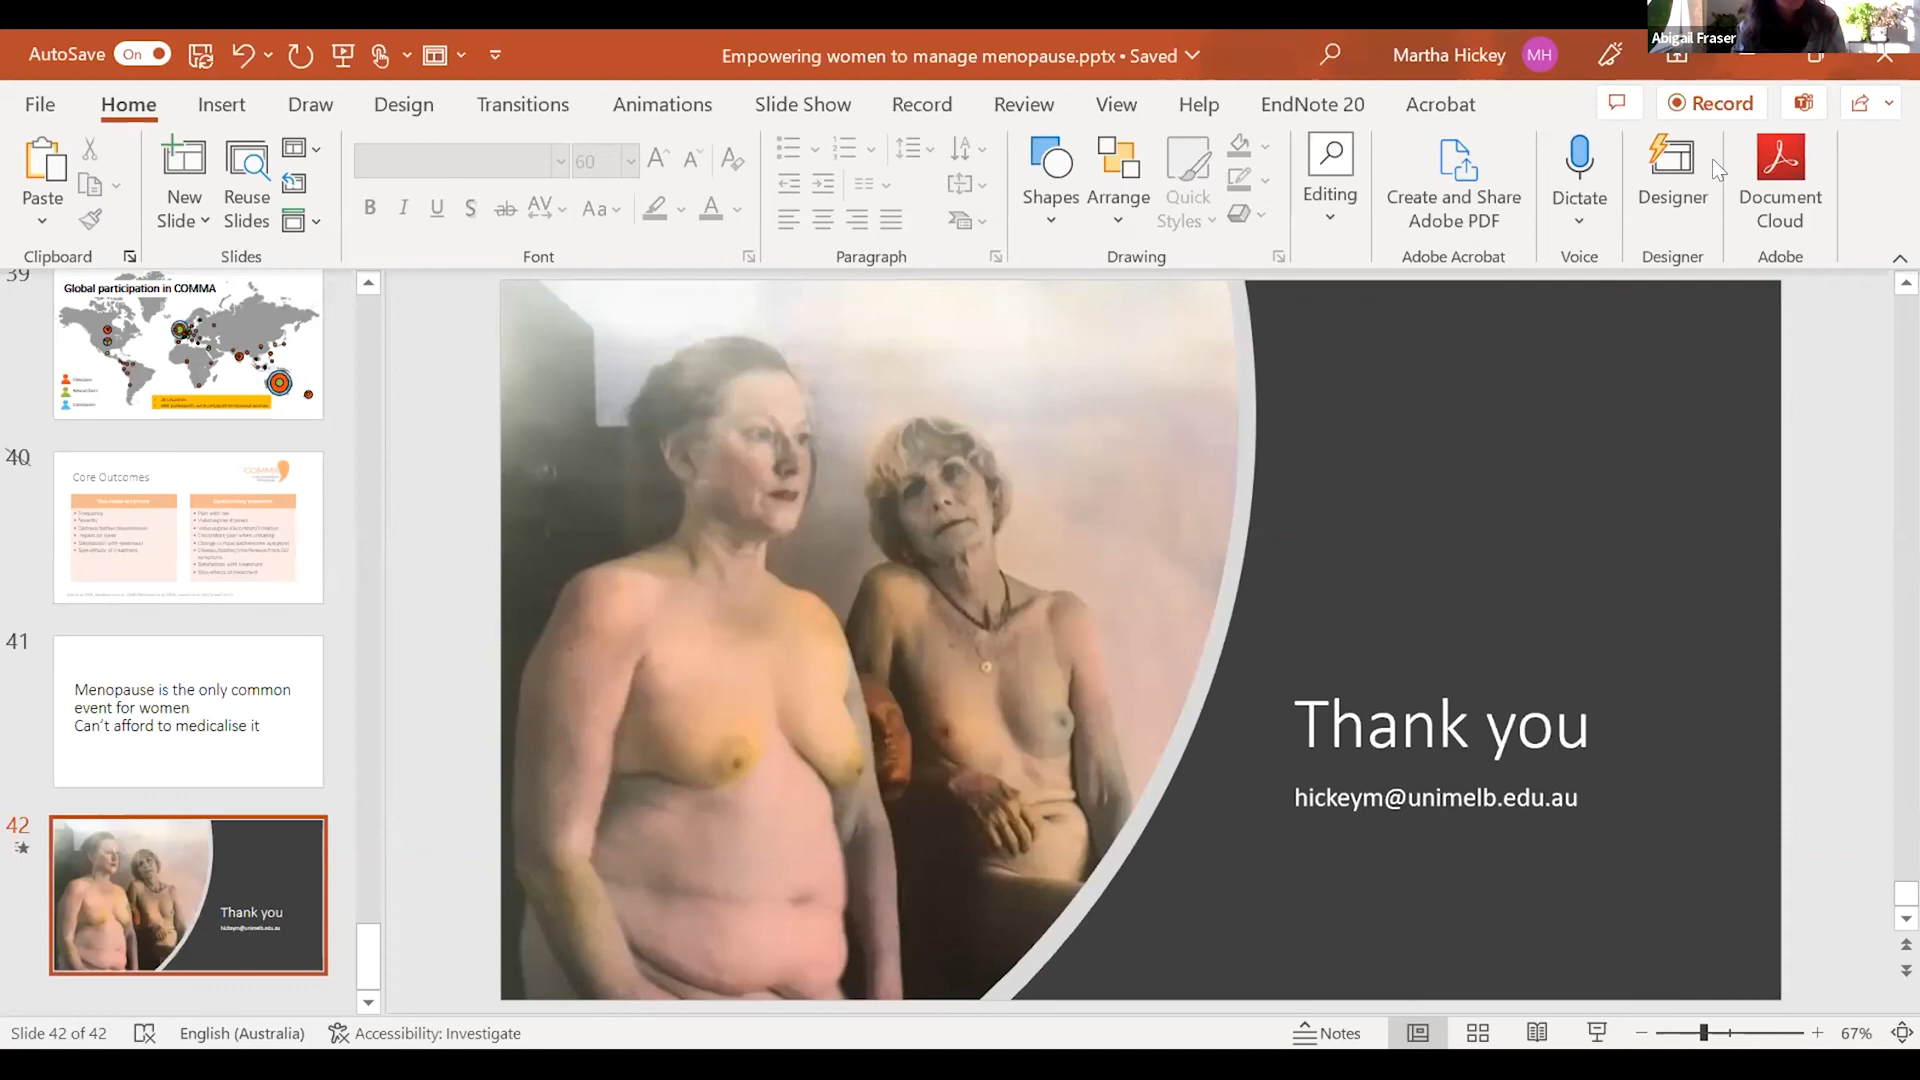 Abigail Fraser
AutoSave On
Empowering women to manage menopause.pptx • Saved
Martha Hickey MH
File Home Insert Draw Design Transitions Animations Slide Show Record Review View Help EndNote 20 Acrobat Record
Paste
New Slide
Reuse Slides
60
B I U S ab AV Aa A
Shapes
Arrange
Quick Styles
Editing
Create and Share Adobe PDF
Dictate
Designer
Document Cloud
Clipboard Slides Font Paragraph Drawing Adobe Acrobat Voice Designer Adobe
39
Global participation in COMMA
40
Core Outcomes
COMMA
41
Menopause is the only common
event for women
Can't afford to medicalise it
42
Thank you
hickeym@unimelb.edu.au
Thank you
hickeym@unimelb.edu.au
Slide 42 of 42 English (Australia) Accessibility: Investigate Notes 67%